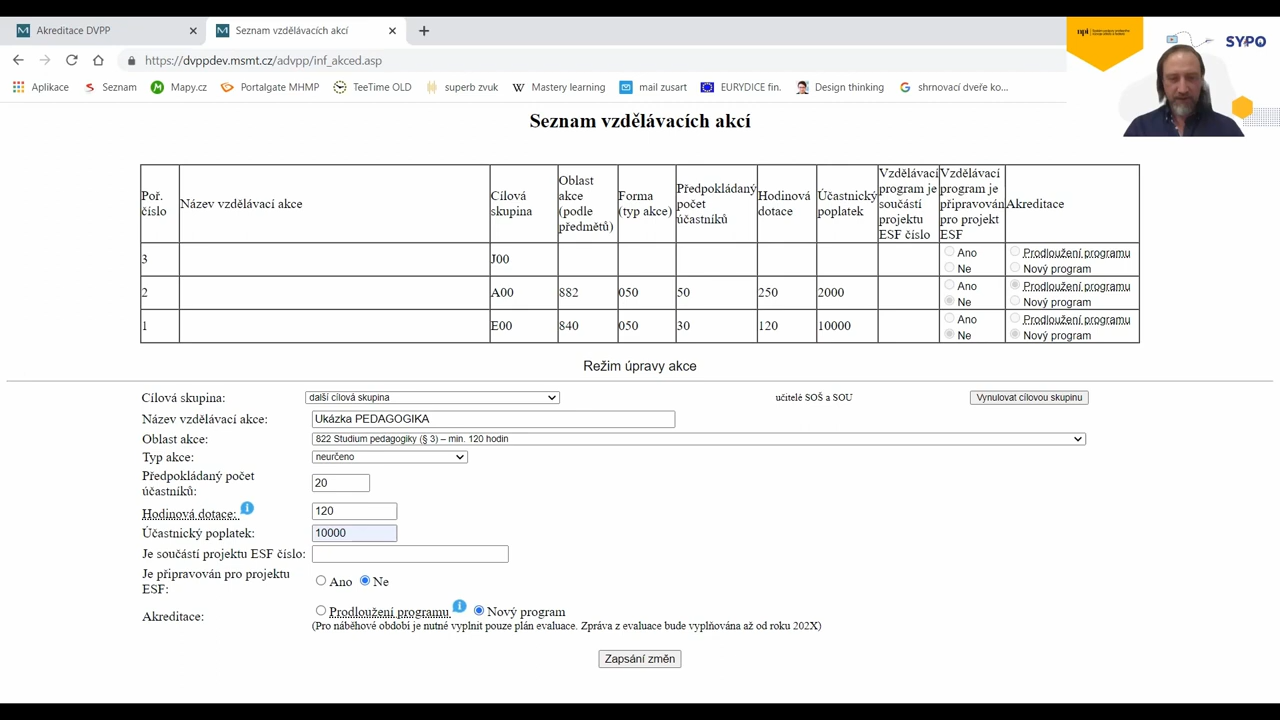 Akreditace DVPP
Seznam vzdělávacích akcí
https://dvppdev.msmt.cz/advpp/inf_akced.asp
Aplikace Seznam Mapy.cz Portalgate MHMP TeeTime OLD superb zvuk Mastery learning mail zusart EURYDICE fin. Design thinking shrnovací dveře ko...
npi
SYPO
Seznam vzdělávacích akcí
Poř. číslo
Název vzdělávací akce
Cílová skupina
Oblast akce (podle předmětů)
Forma (typ akce)
Předpokládaný počet účastníků
Hodinová dotace
Účastnický poplatek
Vzdělávací program je součástí projektu ESF číslo
Vzdělávací program je připravován pro projekt ESF
Akreditace
3 J00 Ano Prodloužení programu
Ne Nový program
2 A00 882 050 50 250 2000 Ano Prodloužení programu
Ne Nový program
1 E00 840 050 30 120 10000 Ano Prodloužení programu
Ne Nový program
Režim úpravy akce
Cílová skupina: další cílová skupina učitelé SOŠ a SOU Vynulovat cílovou skupinu
Název vzdělávací akce: Ukázka PEDAGOGIKA
Oblast akce: 822 Studium pedagogiky (§ 3) – min. 120 hodin
Typ akce: neurčeno
Předpokládaný počet
účastníků: 20
Hodinová dotace: 120
Účastnický poplatek: 10000
Je součástí projektu ESF číslo:
Je připravován pro projektu
ESF: Ano Ne
Akreditace: Prodloužení programu Nový program
(Pro náběhové období je nutné vyplnit pouze plán evaluace. Zpráva z evaluace bude vyplňována až od roku 202X)
Zapsání změn